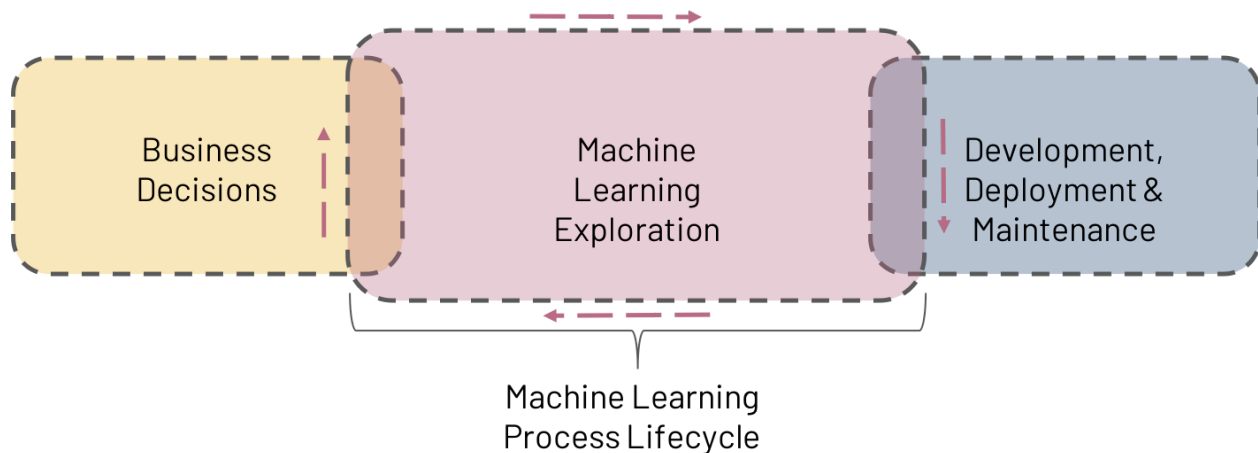 Business
Decisions
Machine
Learning
Exploration
Development,
Deployment &
Maintenance
Machine Learning
Process Lifecycle